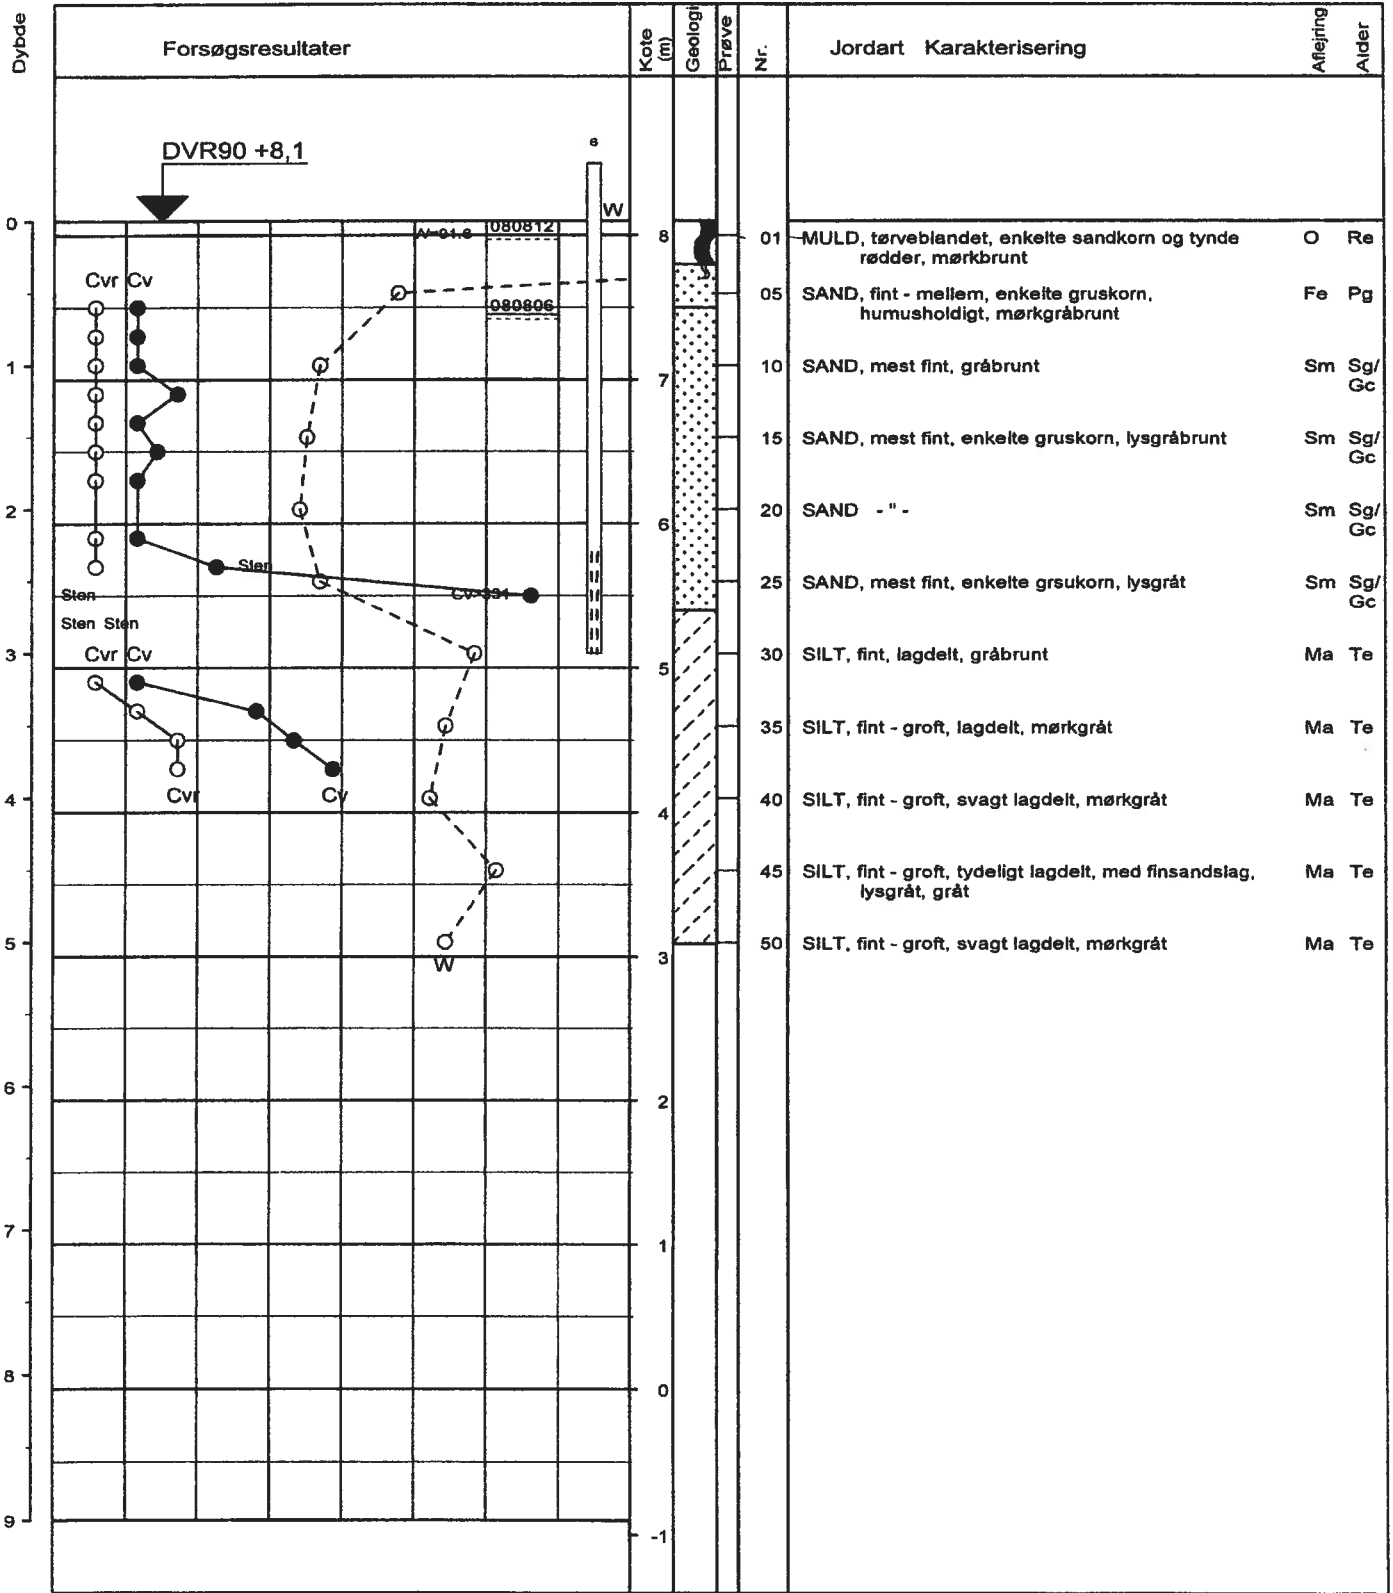 Dybde
Forsøgsresultater
Kote (m)
Geologi
Prøve
Nr.
Jordart Karakterisering
Aflejring
Alder
DVR90 +8,1
6
W
0
W=91,6
080812
8
01 MULD, tørveblandet, enkelte sandkorn og tynde O Re
rødder, mørkbrunt
Cvr Cv
080806
05 SAND, fint - mellem, enkelte gruskorn, Fe Pg
humusholdigt, mørkgråbrunt
1
7
10 SAND, mest fint, gråbrunt Sm Sg/
Gc
15 SAND, mest fint, enkelte gruskorn, lysgråbrunt Sm Sg/
Gc
2
6
20 SAND - " - Sm Sg/
Gc
Sten
25 SAND, mest fint, enkelte grsukorn, lysgråt Sm Sg/
Gc
Sten
Cv=331
Sten Sten
3
Cvr Cv
5
30 SILT, fint, lagdelt, gråbrunt Ma Te
35 SILT, fint - groft, lagdelt, mørkgråt Ma Te
Cvr
Cv
4
4
40 SILT, fint - groft, svagt lagdelt, mørkgråt Ma Te
45 SILT, fint - groft, tydeligt lagdelt, med finsandslag, Ma Te
lysgråt, gråt
5
W
3
50 SILT, fint - groft, svagt lagdelt, mørkgråt Ma Te
6
2
7
1
8
0
9
-1